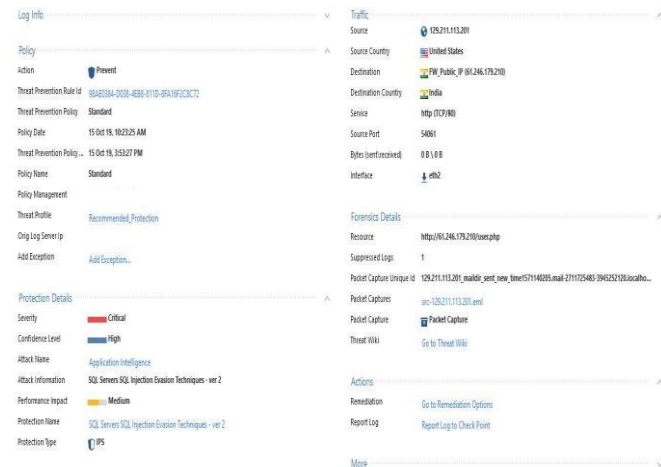 Log Info
Policy
Action Prevent
Threat Prevention Rule Id 98AE0384-D038-4EB8-811D-8FA16F2C8C72
Threat Prevention Policy Standard
Policy Date 15 Oct 19, 10:23:25 AM
Threat Prevention Policy ... 15 Oct 19, 3:53:27 PM
Policy Name Standard
Policy Management
Threat Profile Recommended_Protection
Orig Log Server Ip
Add Exception Add Exception...
Protection Details
Severity Critical
Confidence Level High
Attack Name Application Intelligence
Attack Information SQL Servers SQL Injection Evasion Techniques - ver 2
Performance Impact Medium
Protection Name SQL Servers SQL Injection Evasion Techniques - ver 2
Protection Type IPS
Traffic
Source 129.211.113.201
Source Country United States
Destination FW_Public_IP (61.246.179.210)
Destination Country India
Service http (TCP/80)
Source Port 54061
Bytes (sent\received) 0 B \ 0 B
Interface eth2
Forensics Details
Resource http://61.246.179.210/user.php
Suppressed Logs 1
Packet Capture Unique Id 129.211.113.201_maildir_sent_new_time1571140205.mail-2711725483-3945252120.localho...
Packet Captures src-129.211.113.201.eml
Packet Capture Packet Capture
Threat Wiki Go to Threat Wiki
Actions
Remediation Go to Remediation Options
Report Log Report Log to Check Point
More